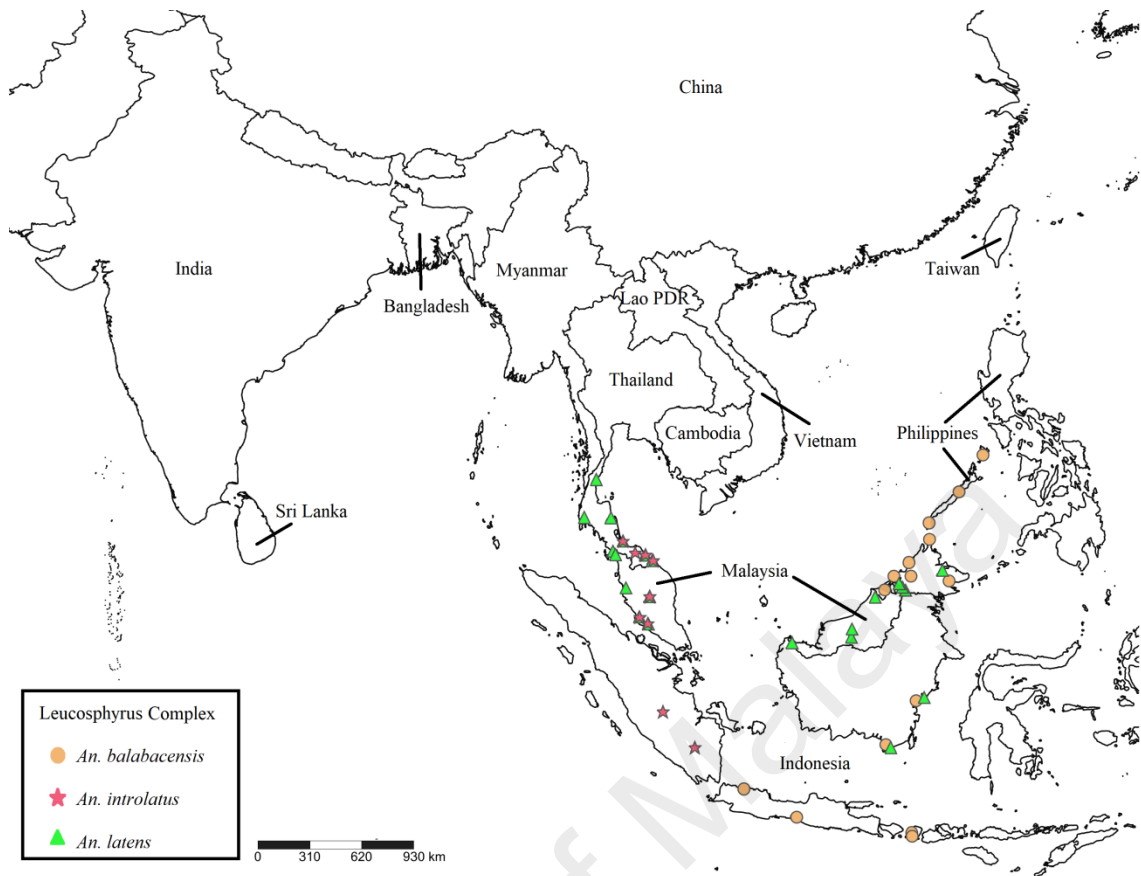 China
India
Bangladesh
Myanmar
Lao PDR
Taiwan
Thailand
Cambodia
Vietnam
Philippines
Sri Lanka
Malaysia
Indonesia
Leucosphyrus Complex
An. balabacensis
An. introlatus
An. latens
0 310 620 930 km
of Malaya